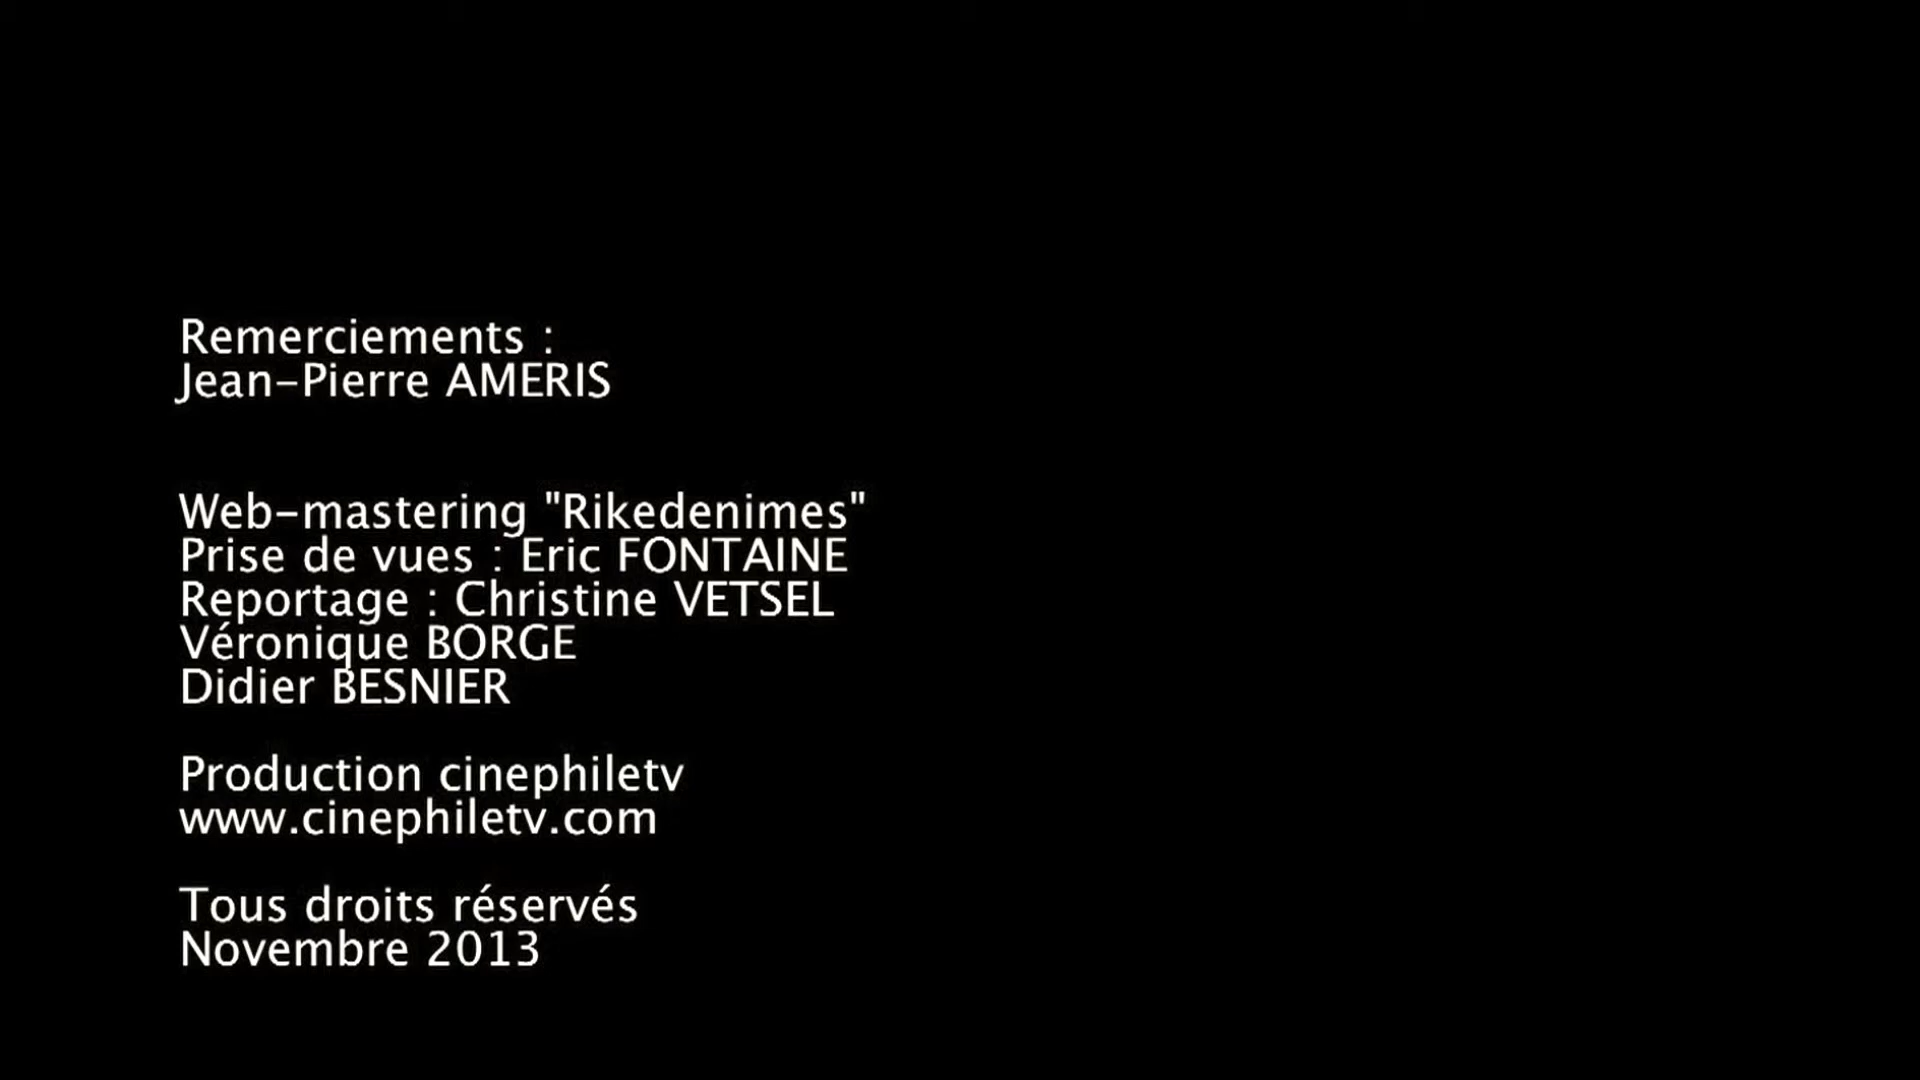 Remerciements :
Jean-Pierre AMERIS
Web-mastering "Rikedenimes"
Prise de vues : Eric FONTAINE
Reportage : Christine VETSEL
Véronique BORGE
Didier BESNIER
Production cinephiletv
www.cinephiletv.com
Tous droits réservés
Novembre 2013